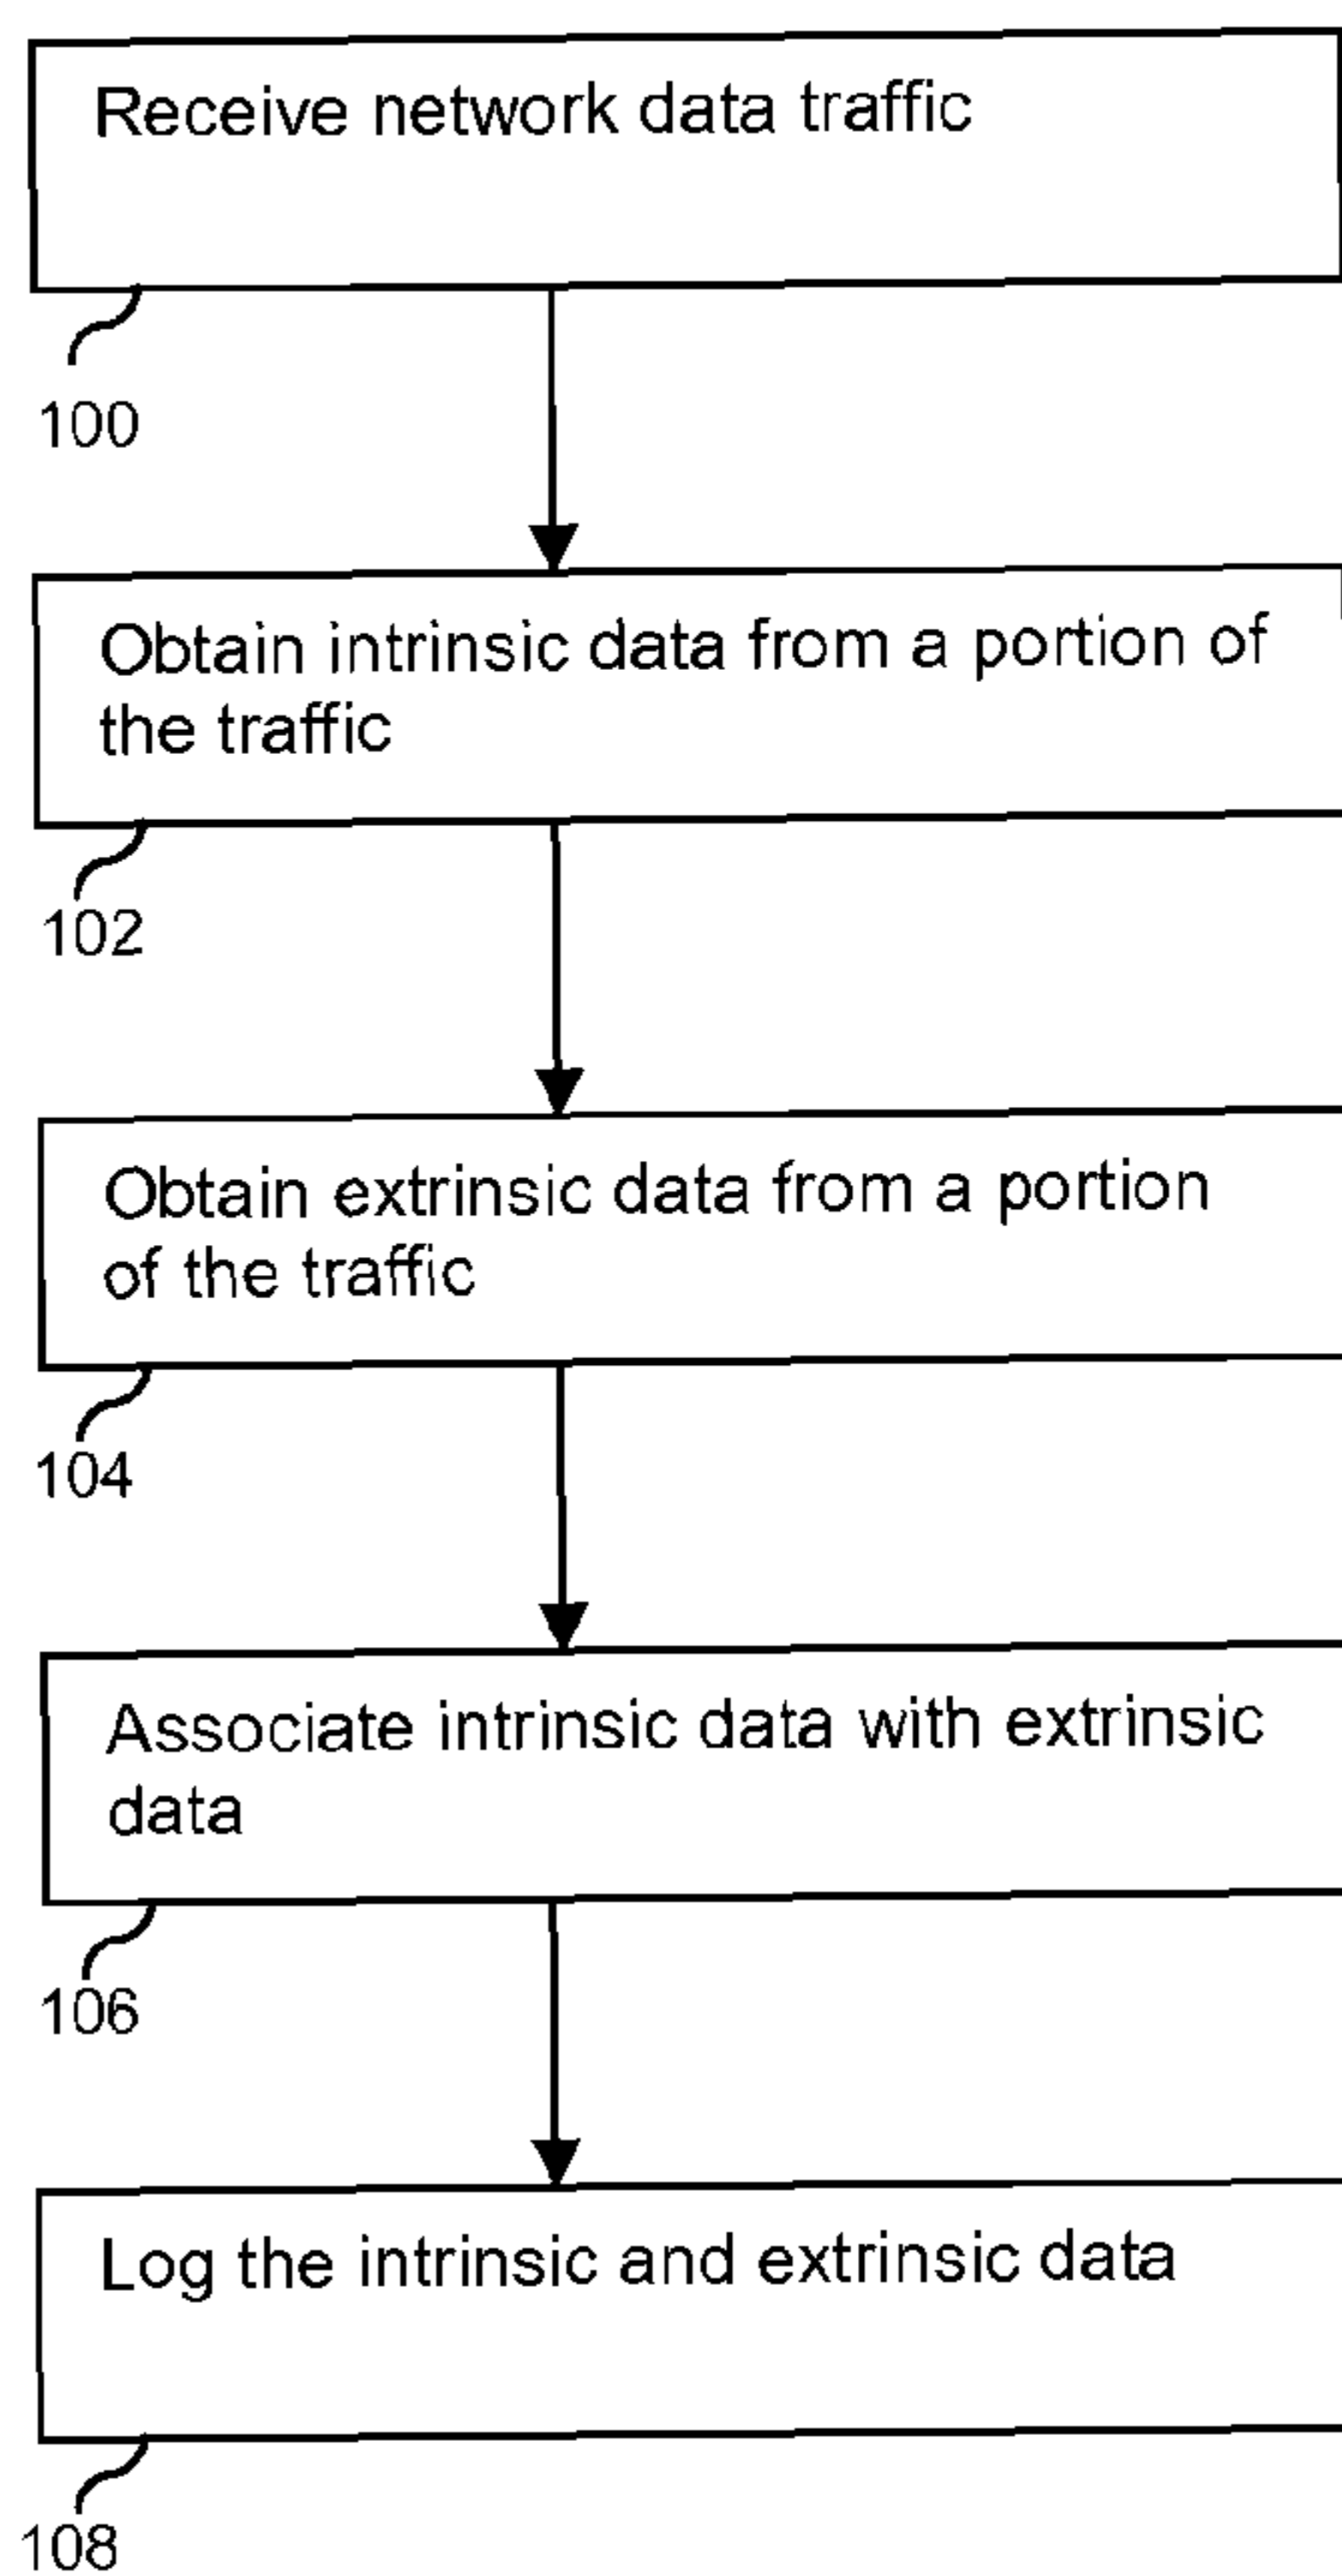 Receive network data traffic
100
Obtain intrinsic data from a portion of
the traffic
102
Obtain extrinsic data from a portion
of the traffic
104
Associate intrinsic data with extrinsic
data
106
Log the intrinsic and extrinsic data
108